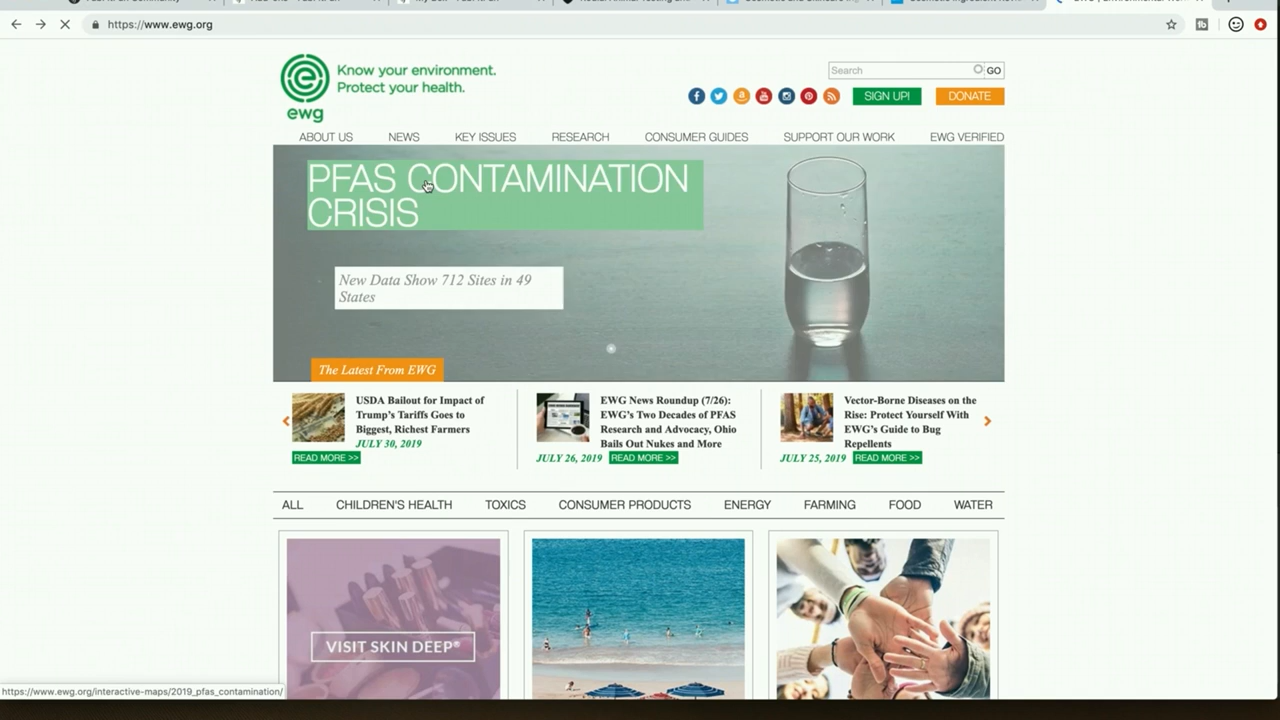 https://www.ewg.org
Know your environment.
Protect your health.
ewg
Search
GO
SIGN UP!
DONATE
ABOUT US
NEWS
KEY ISSUES
RESEARCH
CONSUMER GUIDES
SUPPORT OUR WORK
EWG VERIFIED
PFAS CONTAMINATION
CRISIS
New Data Show 712 Sites in 49
States
The Latest From EWG
USDA Bailout for Impact of
Trump's Tariffs Goes to
Biggest, Richest Farmers
JULY 30, 2019
READ MORE >>
EWG News Roundup (7/26):
EWG's Two Decades of PFAS
Research and Advocacy, Ohio
Bails Out Nukes and More
JULY 26, 2019 READ MORE >>
Vector-Borne Diseases on the
Rise: Protect Yourself With
EWG's Guide to Bug
Repellents
JULY 25, 2019 READ MORE >>
ALL
CHILDREN'S HEALTH
TOXICS
CONSUMER PRODUCTS
ENERGY
FARMING
FOOD
WATER
VISIT SKIN DEEP®
https://www.ewg.org/interactive-maps/2019_pfas_contamination/